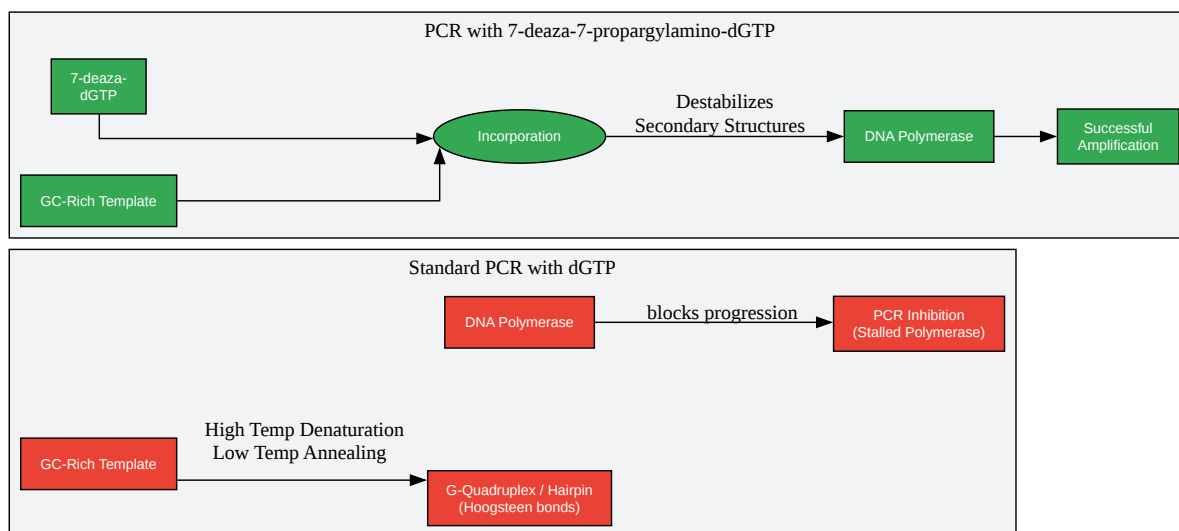 PCR with 7-deaza-7-propargylamino-dGTP
7-deaza-
dGTP
GC-Rich Template
Incorporation
Destabilizes
Secondary Structures
DNA Polymerase
Successful
Amplification
Standard PCR with dGTP
DNA Polymerase
blocks progression
PCR Inhibition
(Stalled Polymerase)
GC-Rich Template
High Temp Denaturation
Low Temp Annealing
G-Quadruplex / Hairpin
(Hoogsteen bonds)